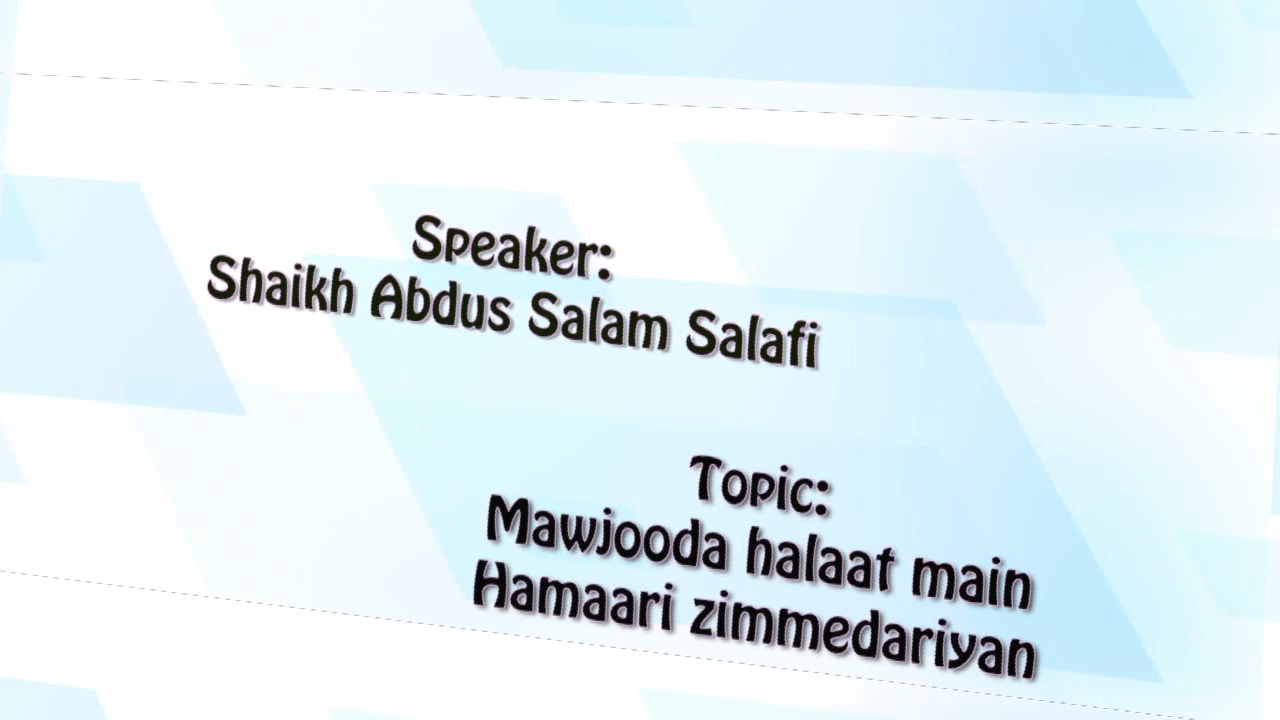 Speaker:
Shaikh Abdus Salam Salafi
Topic:
Mawjooda halaat main
Hamaari zimmedariyan